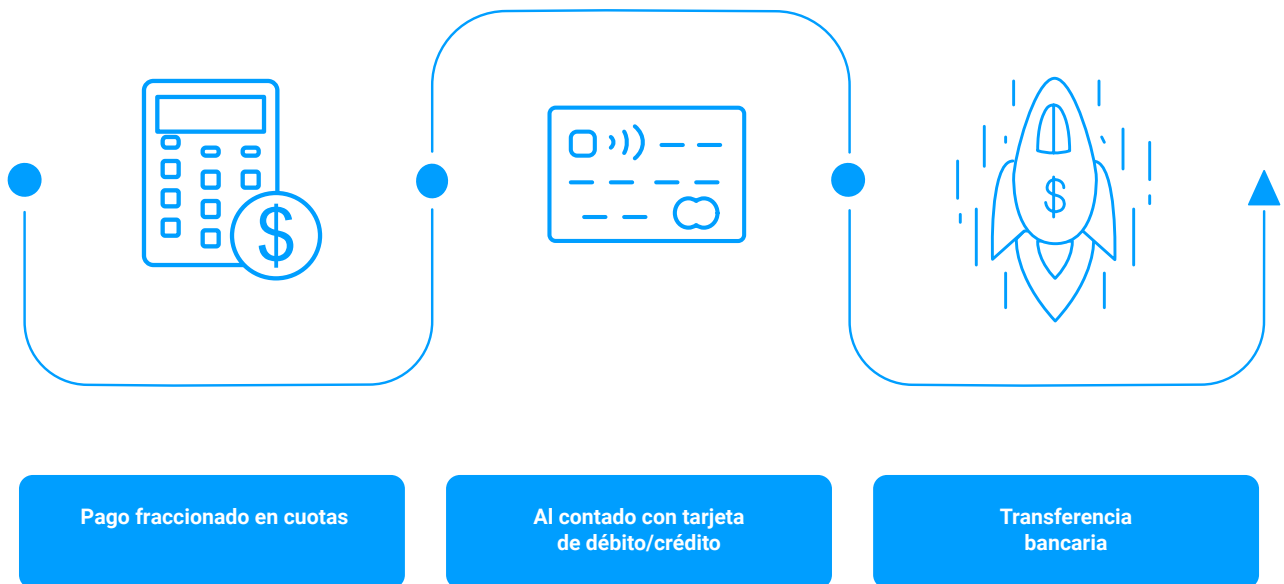 Pago fraccionado en cuotas
Al contado con tarjeta
de débito/crédito
Transferencia
bancaria
$
$